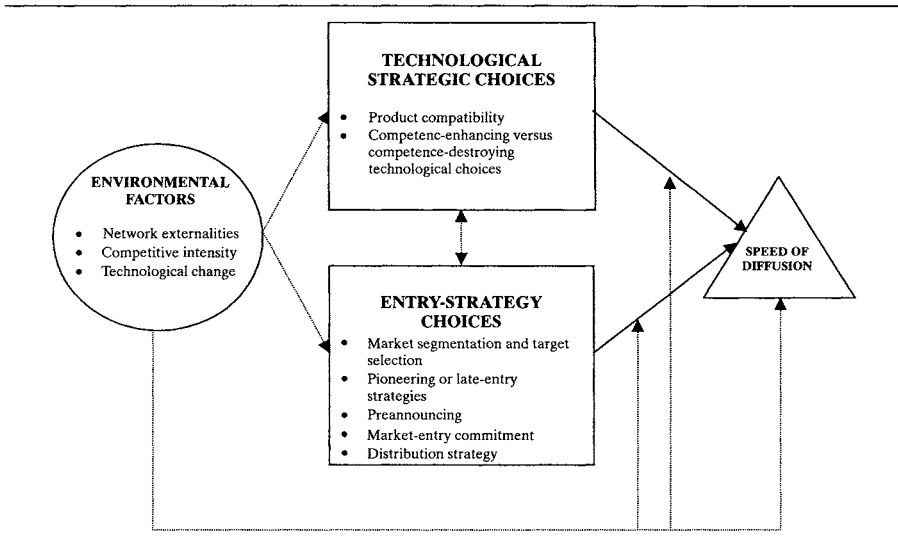 TECHNOLOGICAL
STRATEGIC CHOICES
• Product compatibility
• Competenc-enhancing versus
competence-destroying
technological choices
ENVIRONMENTAL
FACTORS
• Network externalities
• Competitive intensity
• Technological change
SPEED OF
DIFFUSION
ENTRY-STRATEGY
CHOICES
• Market segmentation and target
selection
• Pioneering or late-entry
strategies
• Preannouncing
• Market-entry commitment
• Distribution strategy